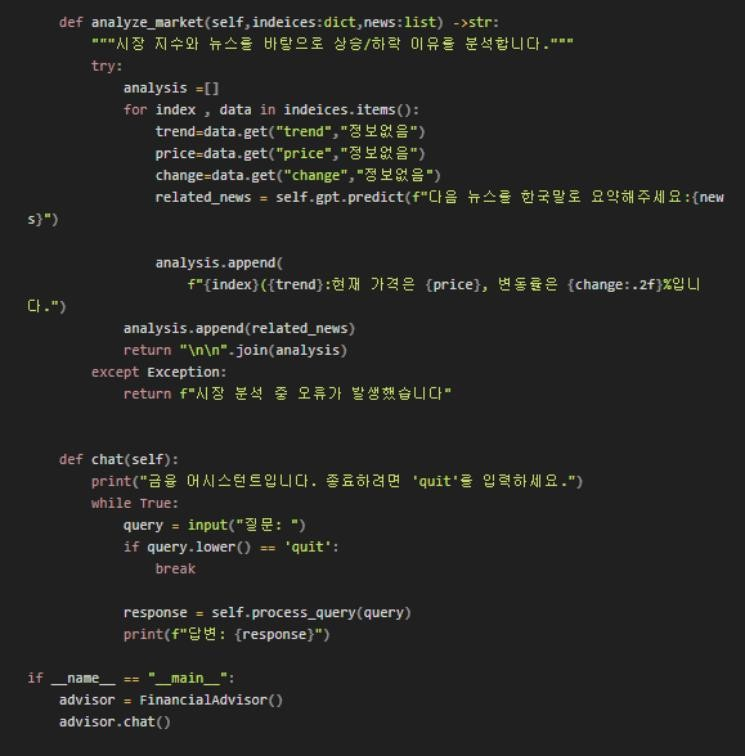 def analyze_market(self,indeices:dict,news:list) ->str:
        """시장 지수와 뉴스를 바탕으로 상승/하락 이유를 분석합니다."""
        try:
            analysis =[]
            for index , data in indeices.items():
                trend=data.get("trend","정보없음")
                price=data.get("price","정보없음")
                change=data.get("change","정보없음")
                related_news = self.gpt.predict(f"다음 뉴스를 한국말로 요약해주세요:{new
s}")
                analysis.append(
                    f"{index}({trend}:현재 가격은 {price}, 변동률은 {change:.2f}%입니
다.")
            analysis.append(related_news)
            return "\n\n".join(analysis)
        except Exception:
            return f"시장 분석 중 오류가 발생했습니다"
    def chat(self):
        print("금융 어시스턴트입니다. 종료하려면 'quit'를 입력하세요.")
        while True:
            query = input("질문: ")
            if query.lower() == 'quit':
                break
            response = self.process_query(query)
            print(f"답변: {response}")
if __name__ == "__main__":
    advisor = FinancialAdvisor()
    advisor.chat()